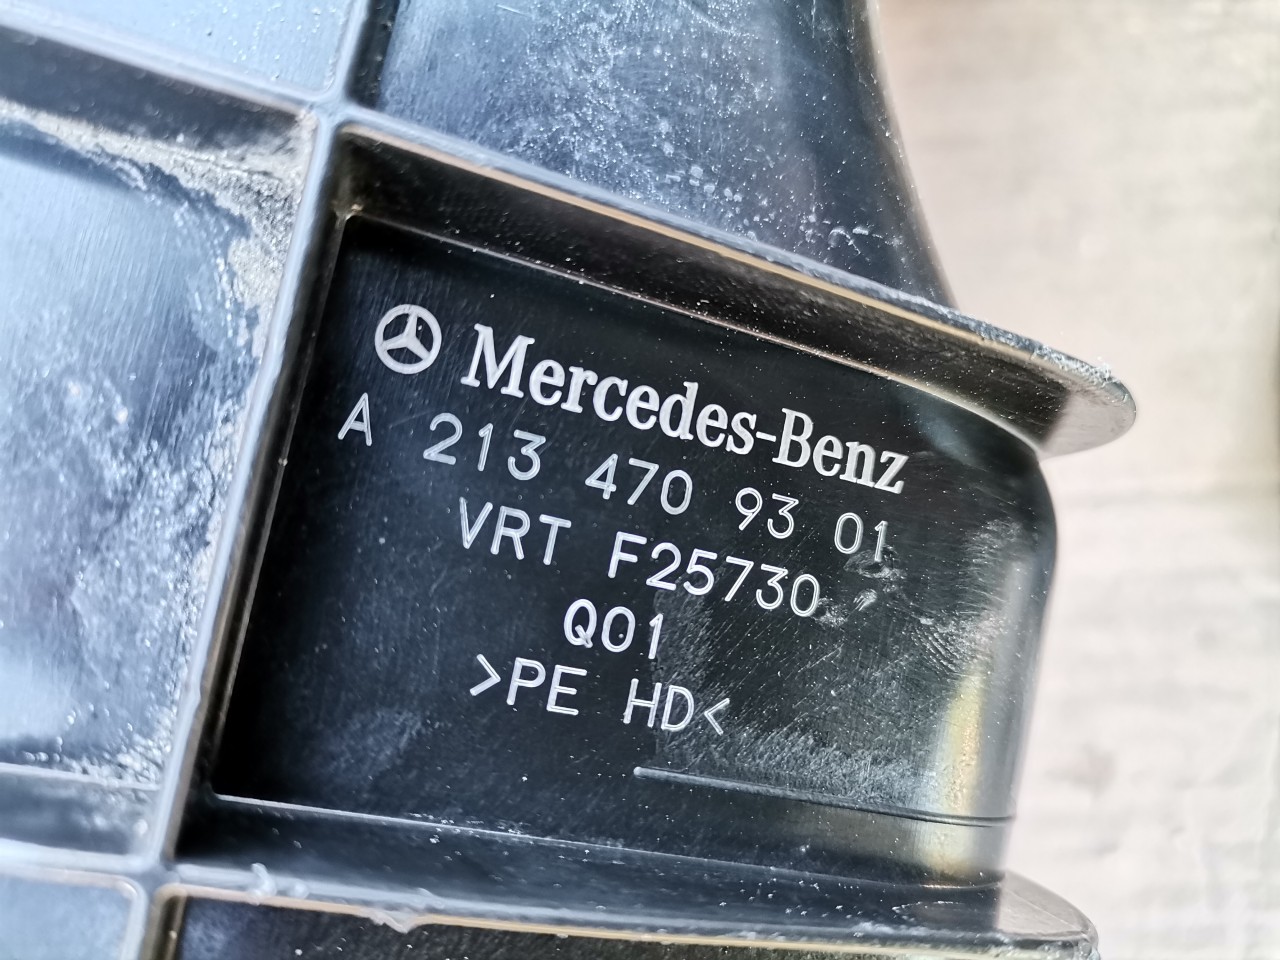 Mercedes-Benz
A 213 470 93 01
VRT F25730
Q01
>PE HD<